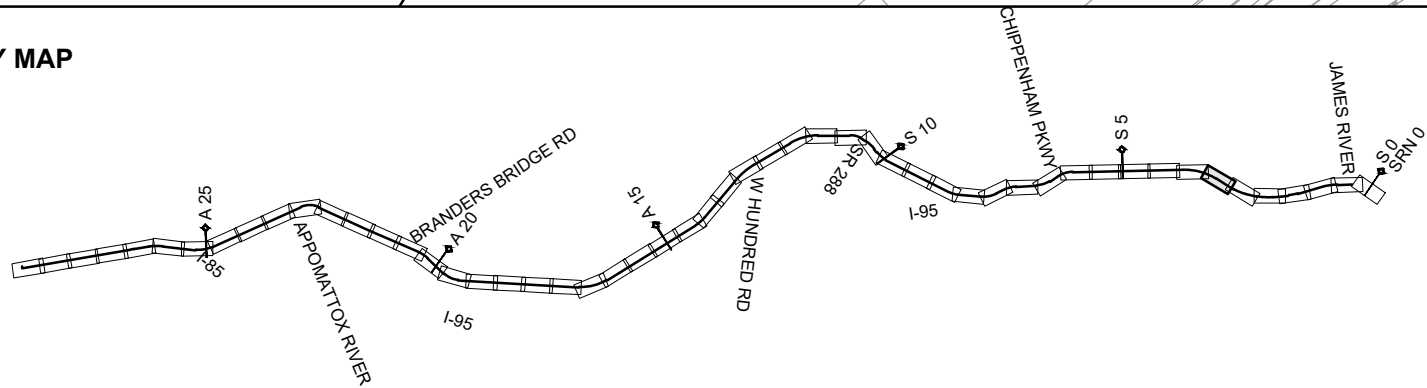 Y MAP
A 25
I-85
APPOMATTOX RIVER
BRANDERS BRIDGE RD
A 20
I-95
A 15
W HUNDRED RD
SR 288
S 10
I-95
CHIPPENHAM PKWY
S 5
JAMES RIVER
S 0
SRN 0